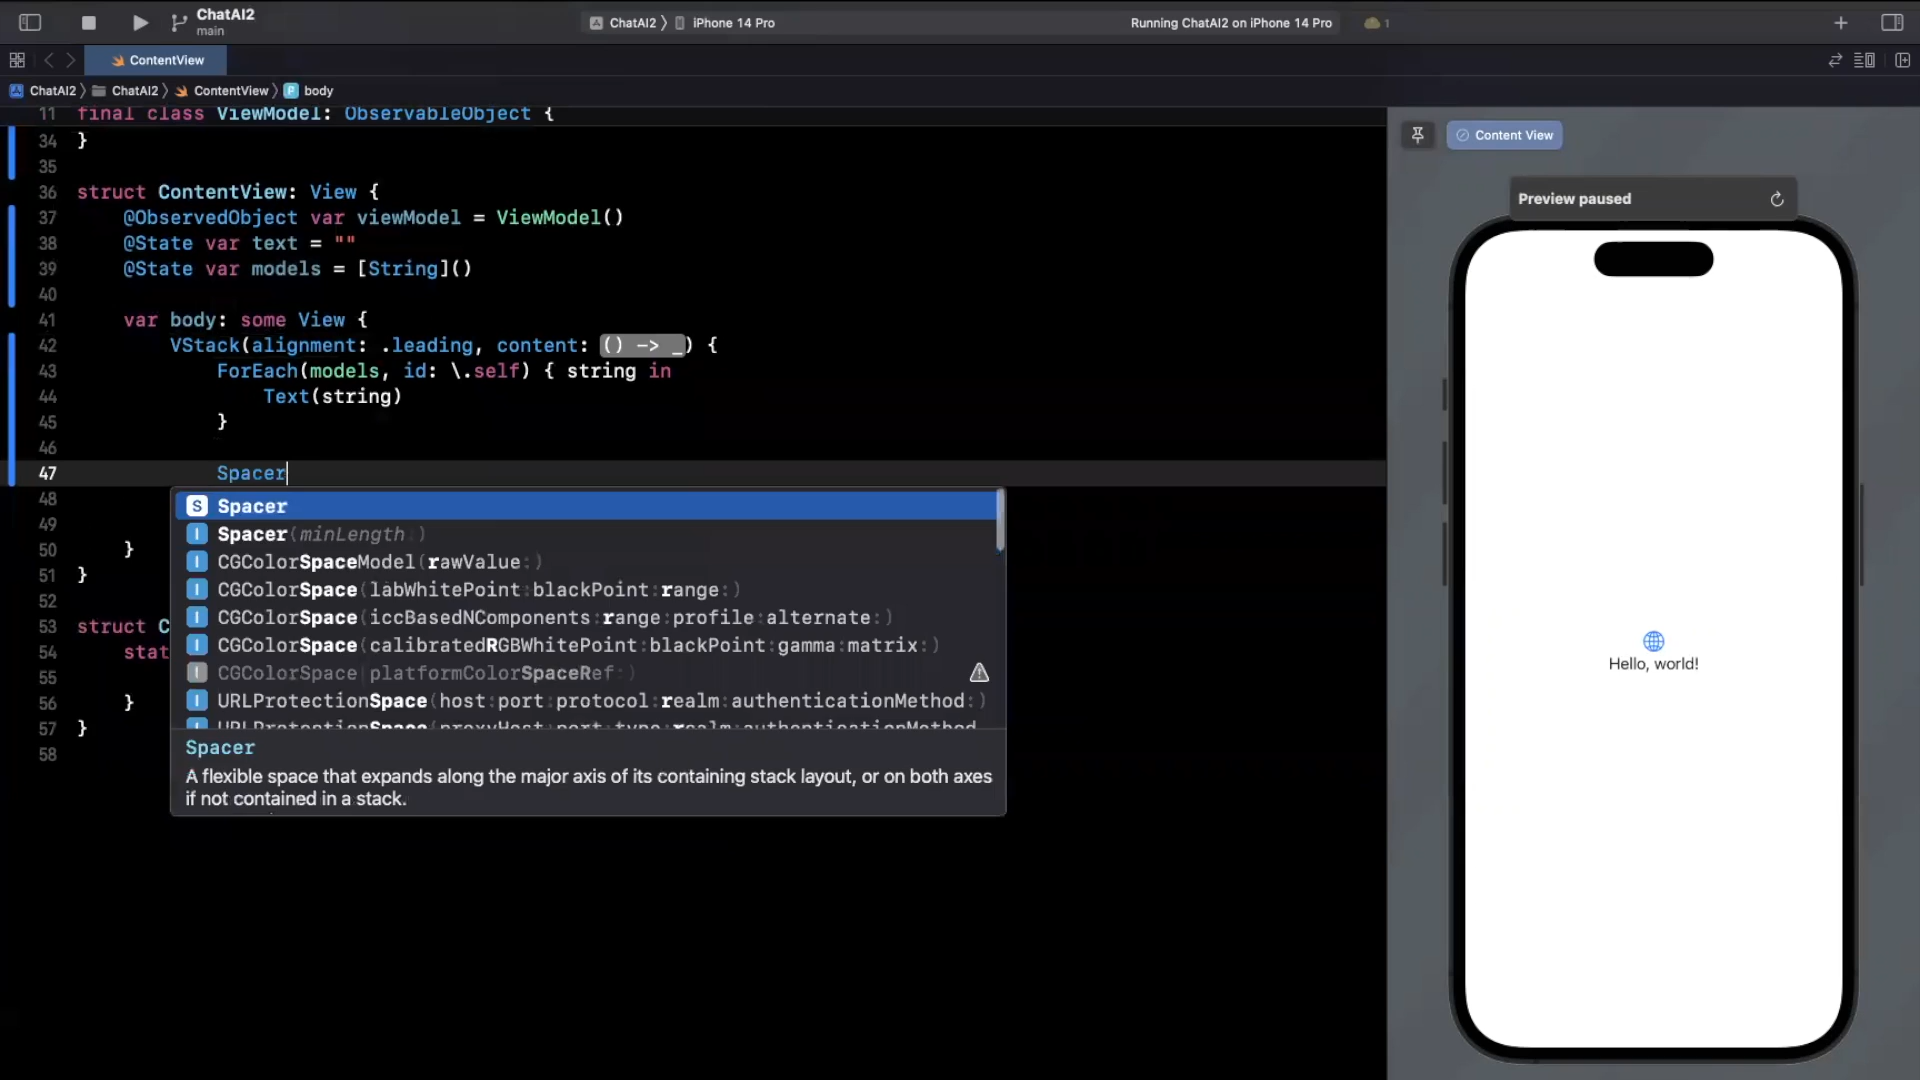 ChatAI2
main
ChatAI2 〉 iPhone 14 Pro
Running ChatAI2 on iPhone 14 Pro
1
ContentView
ChatAI2 〉 ChatAI2 〉 ContentView 〉 P body
11 final class ViewModel: ObservableObject {
34 }
35
36 struct ContentView: View {
37 @ObservedObject var viewModel = ViewModel()
38 @State var text = ""
39 @State var models = [String]()
40
41 var body: some View {
42 VStack(alignment: .leading, content: () -> _) {
43 ForEach(models, id: \.self) { string in
44 Text(string)
45 }
46
47 Spacer
48
49
50 }
51 }
52
53 struct C
54 stat
55
56 }
57 }
58
S Spacer
I Spacer(minLength:)
I CGColorSpaceModel(rawValue:)
I CGColorSpace(labWhitePoint:blackPoint:range:)
I CGColorSpace(iccBasedNComponents:range:profile:alternate:)
I CGColorSpace(calibratedRGBWhitePoint:blackPoint:gamma:matrix:)
I CGColorSpace(platformColorSpaceRef:)
I URLProtectionSpace(host:port:protocol:realm:authenticationMethod:)
I URLProtectionSpace(proxyHost:port:type:realm:authenticationMethod
Spacer
A flexible space that expands along the major axis of its containing stack layout, or on both axes
if not contained in a stack.
Content View
Preview paused
Hello, world!